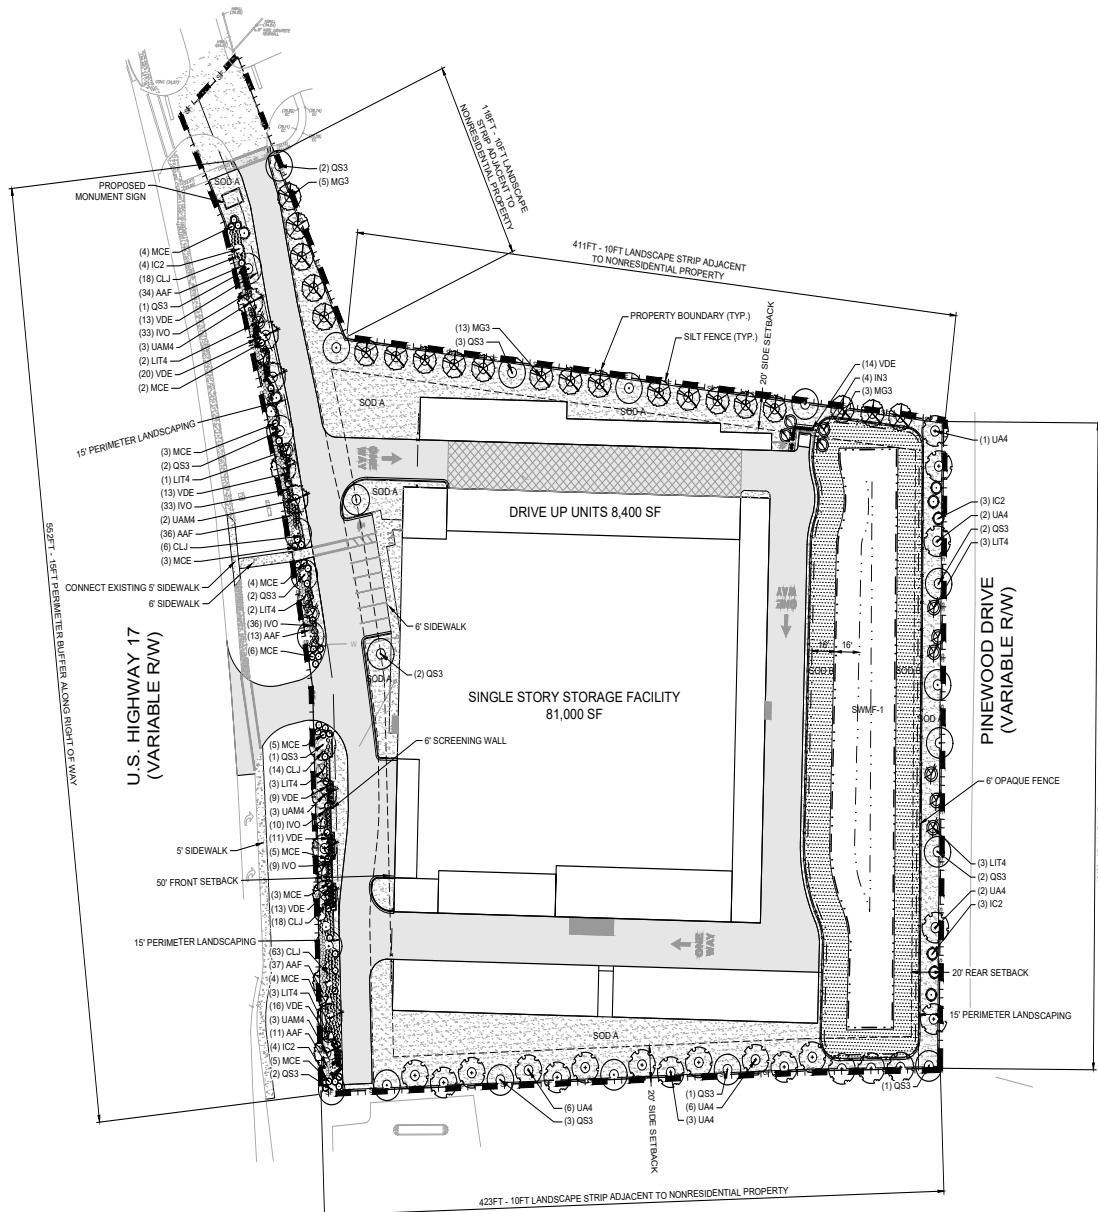 (2) QS3
(5) MG3
118FT - 10FT LANDSCAPE
STRIP ADJACENT TO
NONRESIDENTIAL PROPERTY
411FT - 10FT LANDSCAPE STRIP ADJACENT
TO NONRESIDENTIAL PROPERTY
SOD A
PROPOSED
MONUMENT SIGN
(4) MCE
(4) IC2
(18) CLJ
(34) AAF
(1) QS3
(13) VDE
(33) IVO
(3) UAM4
(2) LIT4
(20) VDE
(2) MCE
15' PERIMETER LANDSCAPING
(3) MCE
(2) QS3
(1) LIT4
(13) VDE
(33) IVO
(2) UAM4
(36) AAF
(6) CLJ
(3) MCE
CONNECT EXISTING 5' SIDEWALK
6' SIDEWALK
(4) MCE
(2) QS3
(2) LIT4
(36) IVO
(13) AAF
(6) MCE
552FT - 15FT PERIMETER BUFFER ALONG RIGHT OF WAY
U.S. HIGHWAY 17
(VARIABLE R/W)
(5) MCE
(1) QS3
(14) CLJ
(3) LIT4
(9) VDE
(3) UAM4
(10) IVO
(11) VDE
(5) MCE
(9) IVO
5' SIDEWALK
50' FRONT SETBACK
(3) MCE
(13) VDE
(18) CLJ
15' PERIMETER LANDSCAPING
(63) CLJ
(37) AAF
(4) MCE
(3) LIT4
(16) VDE
(3) UAM4
(11) AAF
(4) IC2
(5) MCE
(2) QS3
(13) MG3
(3) QS3
PROPERTY BOUNDARY (TYP.)
SILT FENCE (TYP.)
20' SIDE SETBACK
(14) VDE
(4) IN3
(3) MG3
SOD A
SOD A
ONE
WAY
SOD A
DRIVE UP UNITS 8,400 SF
6' SIDEWALK
(2) QS3
SOD A
SINGLE STORY STORAGE FACILITY
81,000 SF
6' SCREENING WALL
ONE
WAY
16'
16'
SOD B
SOD B
SWMF-1
SOD A
(1) UA4
(3) IC2
(2) UA4
(2) QS3
(3) LIT4
PINEWOOD DRIVE
(VARIABLE R/W)
6' OPAQUE FENCE
(3) LIT4
(2) QS3
(2) UA4
(3) IC2
20' REAR SETBACK
15' PERIMETER LANDSCAPING
ONE
WAY
SOD A
(1) QS3
(6) UA4
(3) QS3
(1) QS3
(6) UA4
(3) UA4
20' SIDE SETBACK
423FT - 10FT LANDSCAPE STRIP ADJACENT TO NONRESIDENTIAL PROPERTY